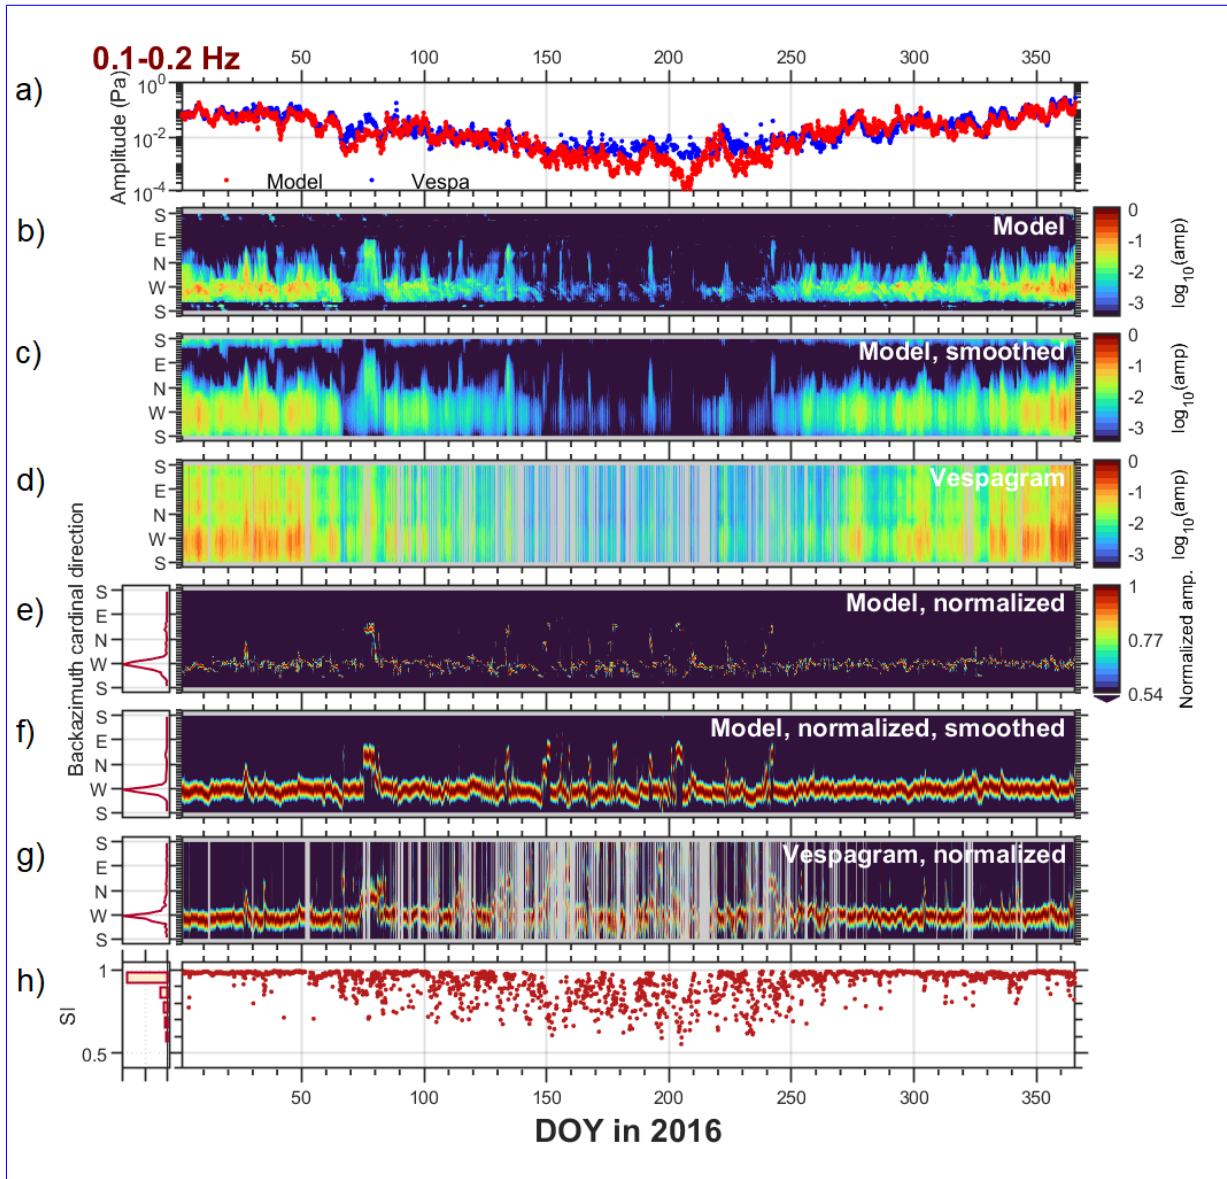 0.1-0.2 Hz
50 100 150 200 250 300 350
a)
Amplitude (Pa)
10^0
10^-2
10^-4
Model
Vespa
b)
S
E
N
W
S
Model
0
-1
-2
-3
log10(amp)
c)
S
E
N
W
S
Model, smoothed
0
-1
-2
-3
log10(amp)
d)
S
E
N
W
S
Vespagram
0
-1
-2
-3
log10(amp)
Backazimuth cardinal direction
e)
S
E
N
W
S
Model, normalized
1
0.77
0.54
Normalized amp.
f)
S
E
N
W
S
Model, normalized, smoothed
g)
S
E
N
W
S
Vespagram, normalized
h)
SI
1
0.5
50 100 150 200 250 300 350
DOY in 2016